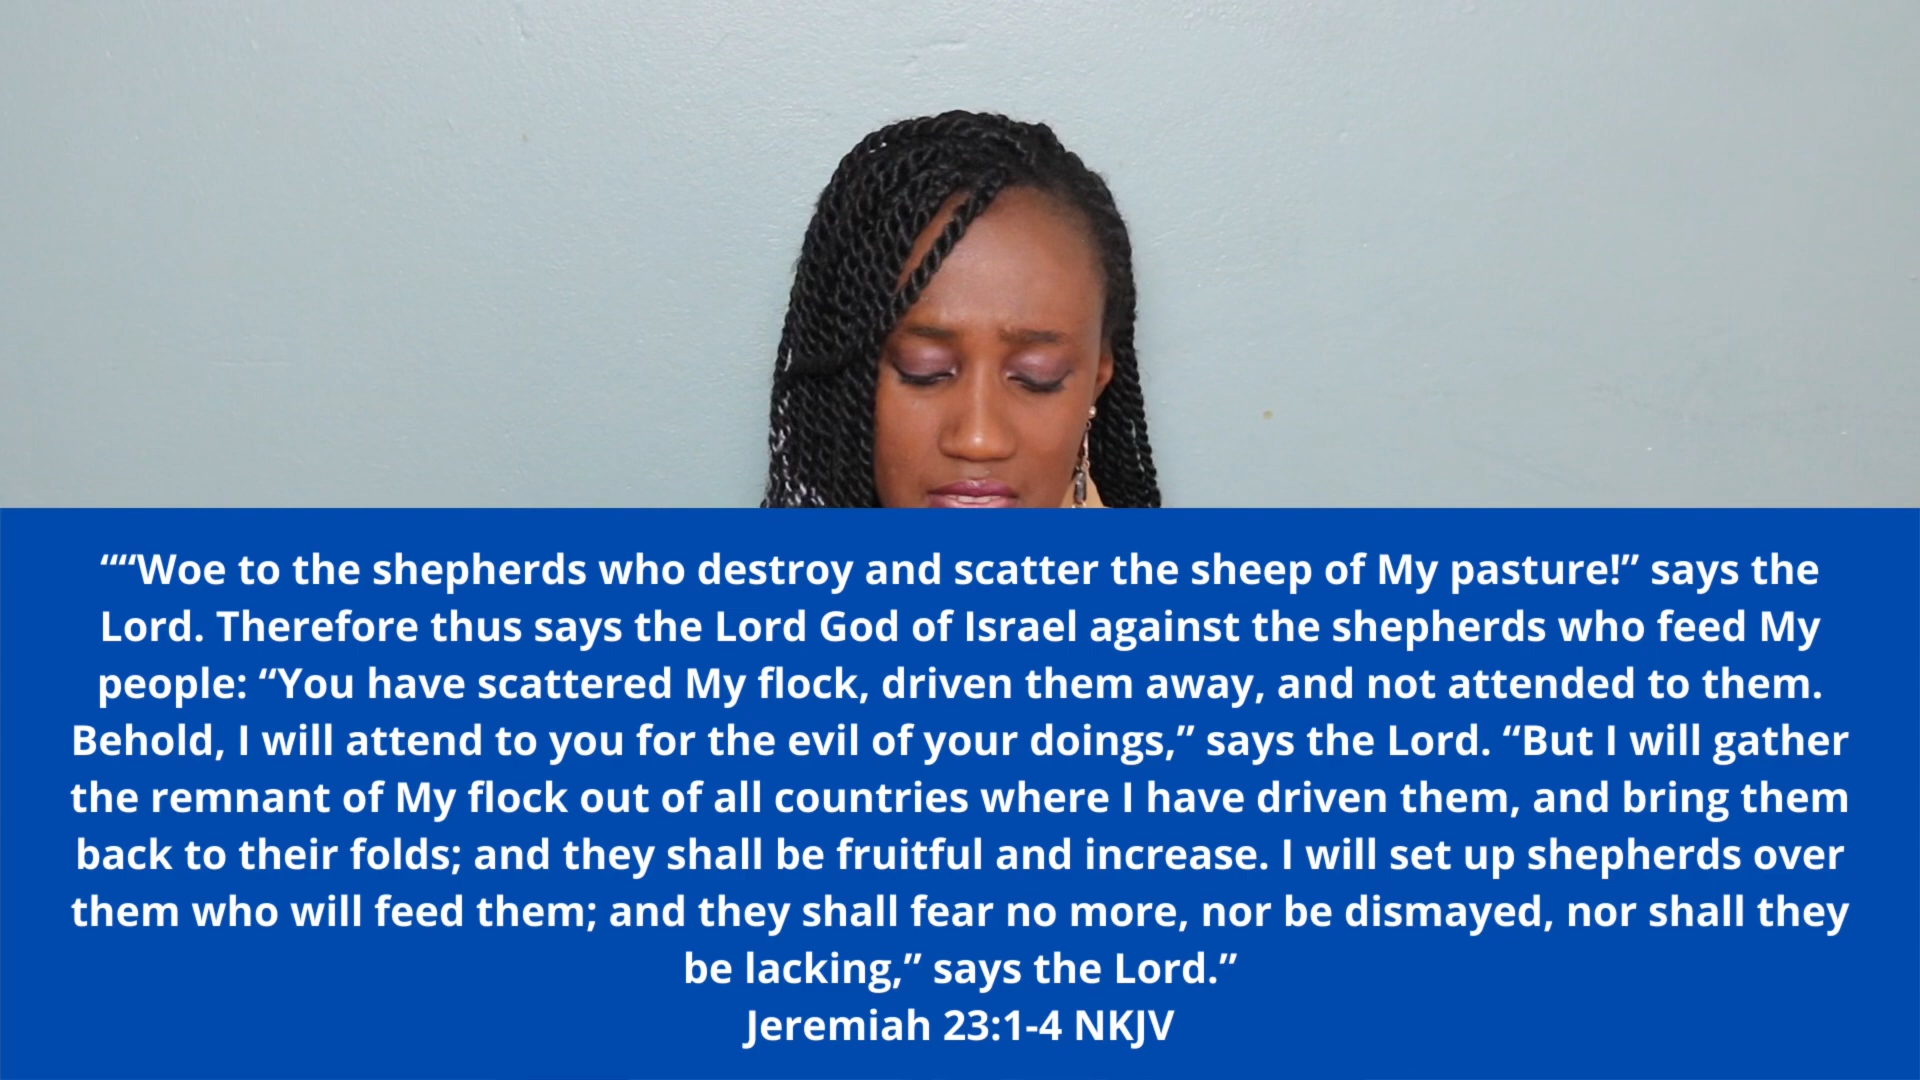 ““Woe to the shepherds who destroy and scatter the sheep of My pasture!” says the
Lord. Therefore thus says the Lord God of Israel against the shepherds who feed My
people: “You have scattered My flock, driven them away, and not attended to them.
Behold, I will attend to you for the evil of your doings,” says the Lord. “But I will gather
the remnant of My flock out of all countries where I have driven them, and bring them
back to their folds; and they shall be fruitful and increase. I will set up shepherds over
them who will feed them; and they shall fear no more, nor be dismayed, nor shall they
be lacking,” says the Lord.”
Jeremiah 23:1-4 NKJV